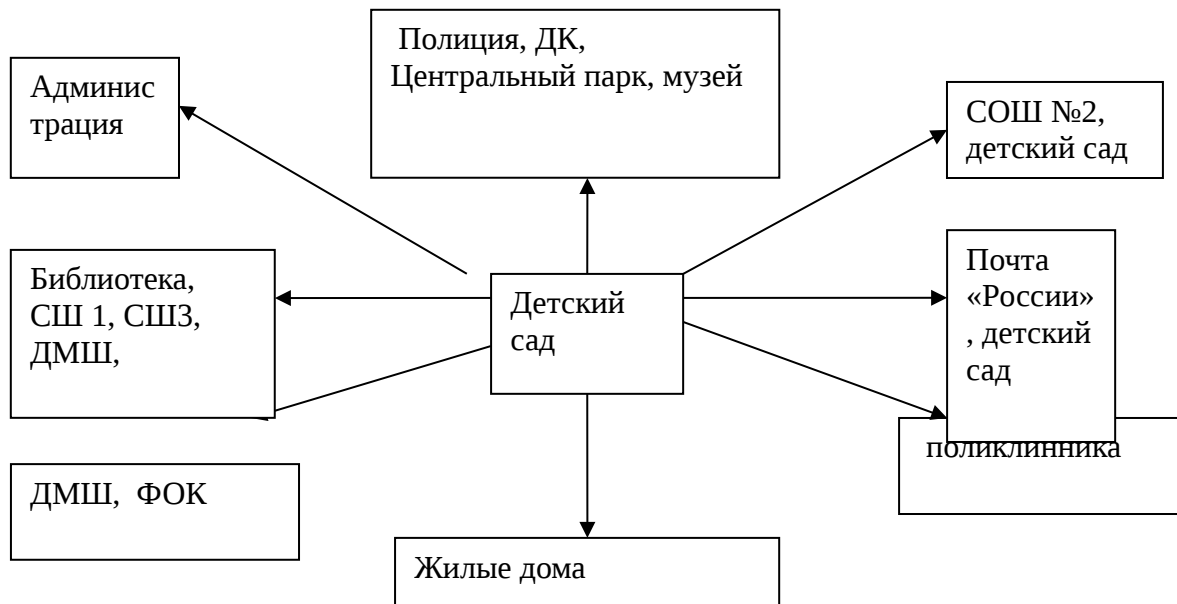 Полиция, ДК,
Центральный парк, музей
Админис
трация
СОШ №2,
детский сад
Библиотека,
СШ 1, СШ3,
ДМШ,
Детский
сад
Почта
«России»
, детский
сад
поликлинника
ДМШ, ФОК
Жилые дома